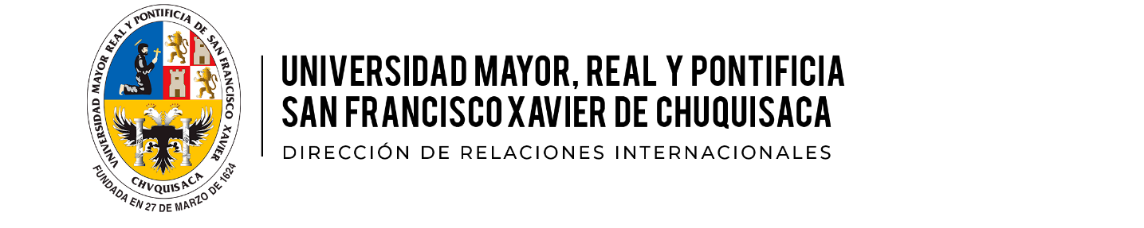 UNIVERSIDAD MAYOR REAL Y PONTIFICIA DE SAN FRANCISCO XAVIER
CHVQUISACA
FUNDADA EN 27 DE MARZO DE 1624
UNIVERSIDAD MAYOR, REAL Y PONTIFICIA
SAN FRANCISCO XAVIER DE CHUQUISACA
DIRECCIÓN DE RELACIONES INTERNACIONALES